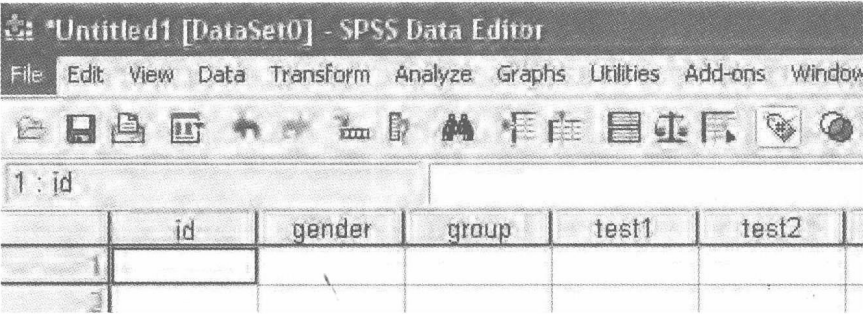 *Untitled1 [DataSet0] - SPSS Data Editor
File Edit View Data Transform Analyze Graphs Utilities Add-ons Window
1 : id
id gender group test1 test2
1
2